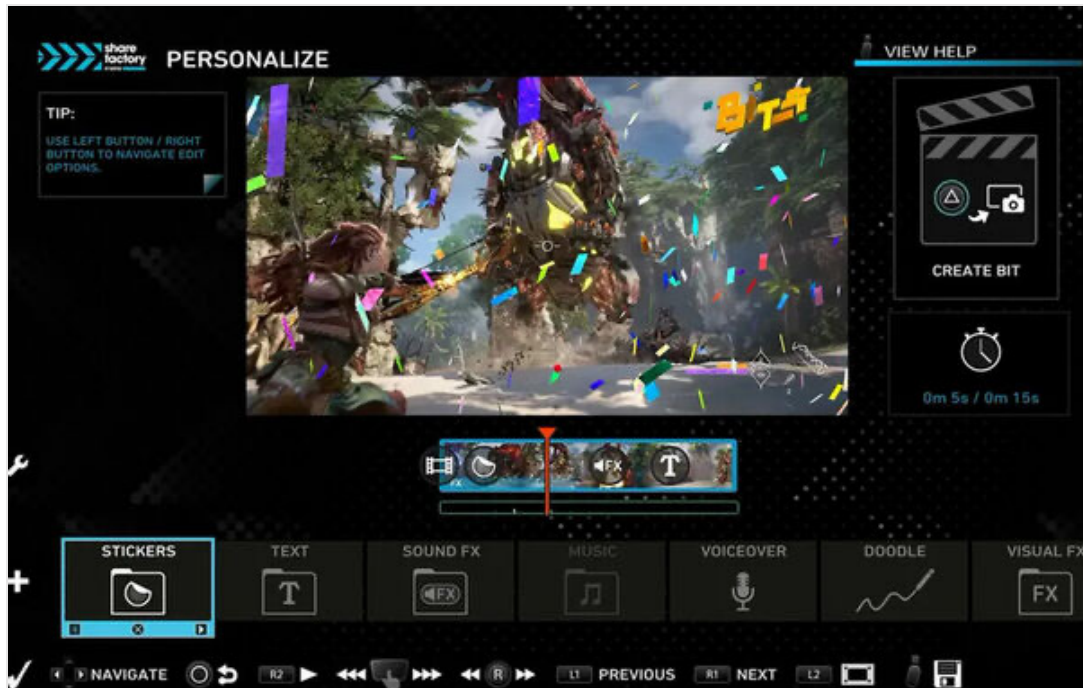 share
factory
PERSONALIZE
VIEW HELP
TIP:
USE LEFT BUTTON / RIGHT
BUTTON TO NAVIGATE EDIT
OPTIONS.
BITS
CREATE BIT
0m 5s / 0m 15s
FX
FX
T
STICKERS
TEXT
SOUND FX
MUSIC
VOICEOVER
DOODLE
VISUAL FX
T
FX
FX
NAVIGATE
R2
R
L1
PREVIOUS
R1
NEXT
L2